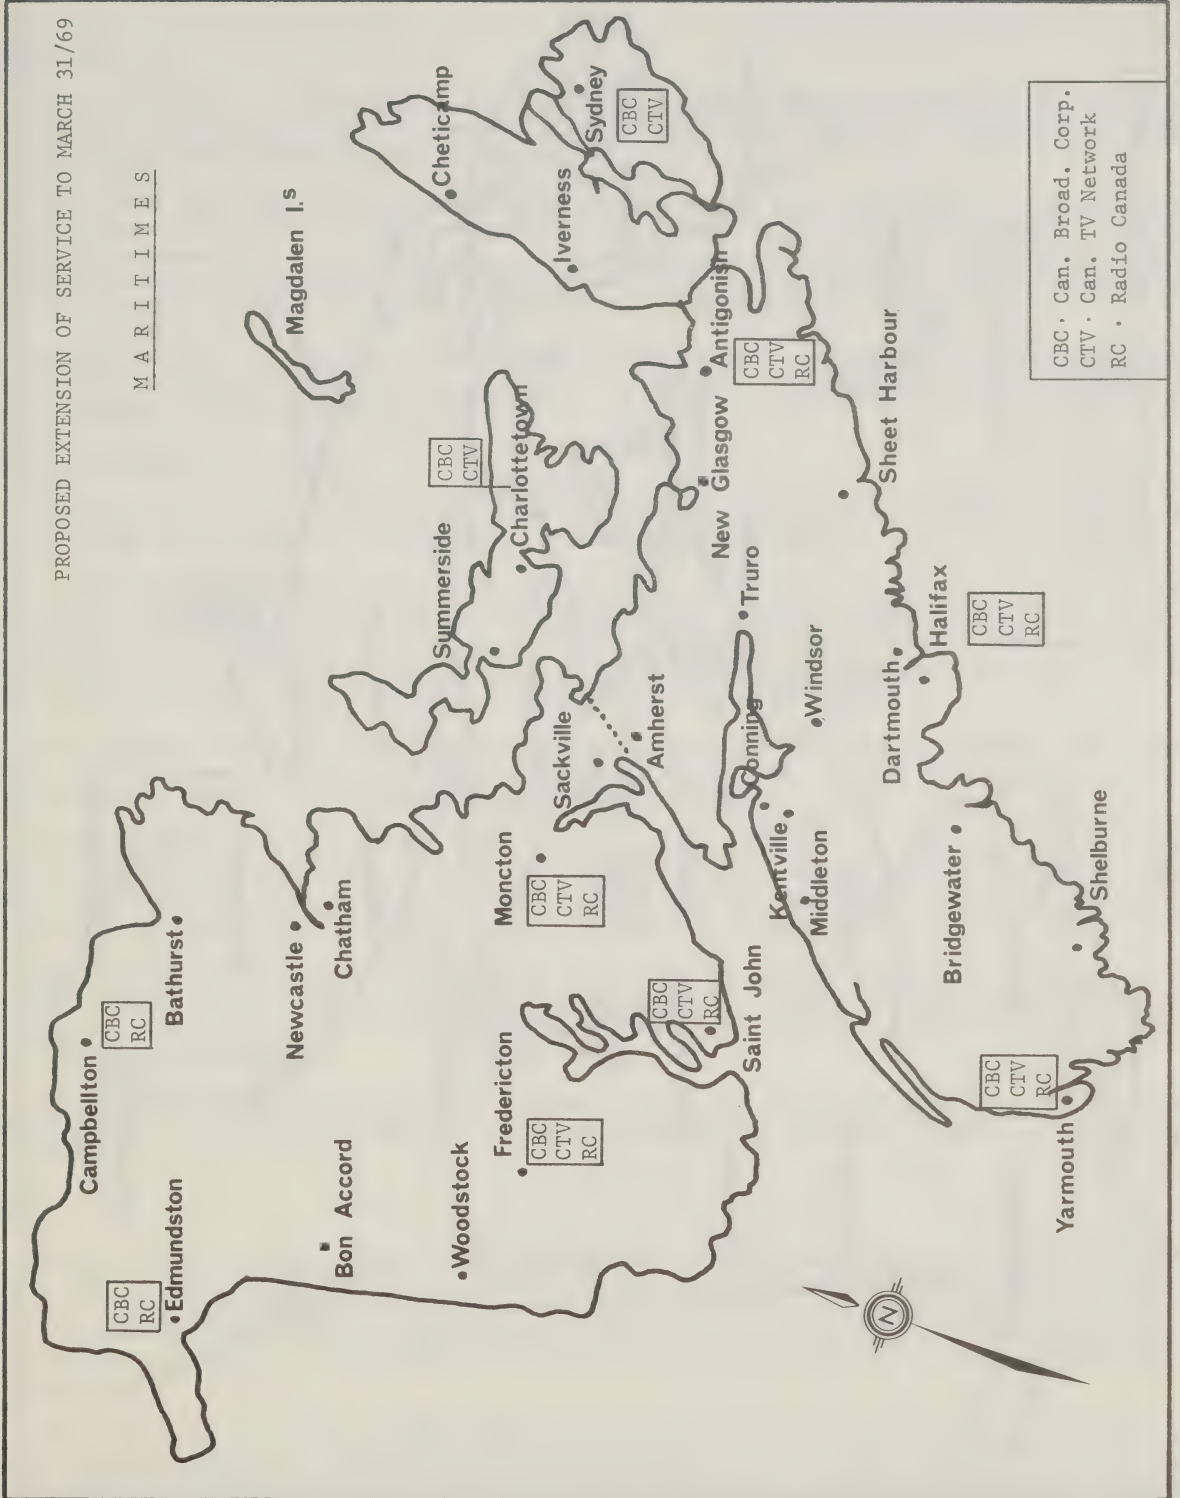 PROPOSED EXTENSION OF SERVICE TO MARCH 31/69
MARITIMES
Magdalen I.s
Cheticamp
Iverness
Sydney
CBC
CTV
Antigonish
CBC
CTV
RC
New Glasgow
Sheet Harbour
Charlottetown
CBC
CTV
Summerside
Truro
Windsor
Halifax
CBC
CTV
RC
Dartmouth
Amherst
Sackville
Conning
Kentville
Middleton
Bridgewater
Shelburne
Yarmouth
CBC
CTV
RC
Moncton
CBC
CTV
RC
Saint John
CBC
CTV
RC
Fredericton
CBC
CTV
RC
Chatham
Newcastle
Bathurst
Campbellton
CBC
RC
Edmundston
CBC
RC
Bon Accord
Woodstock
N
CBC · Can. Broad. Corp.
CTV · Can. TV Network
RC · Radio Canada